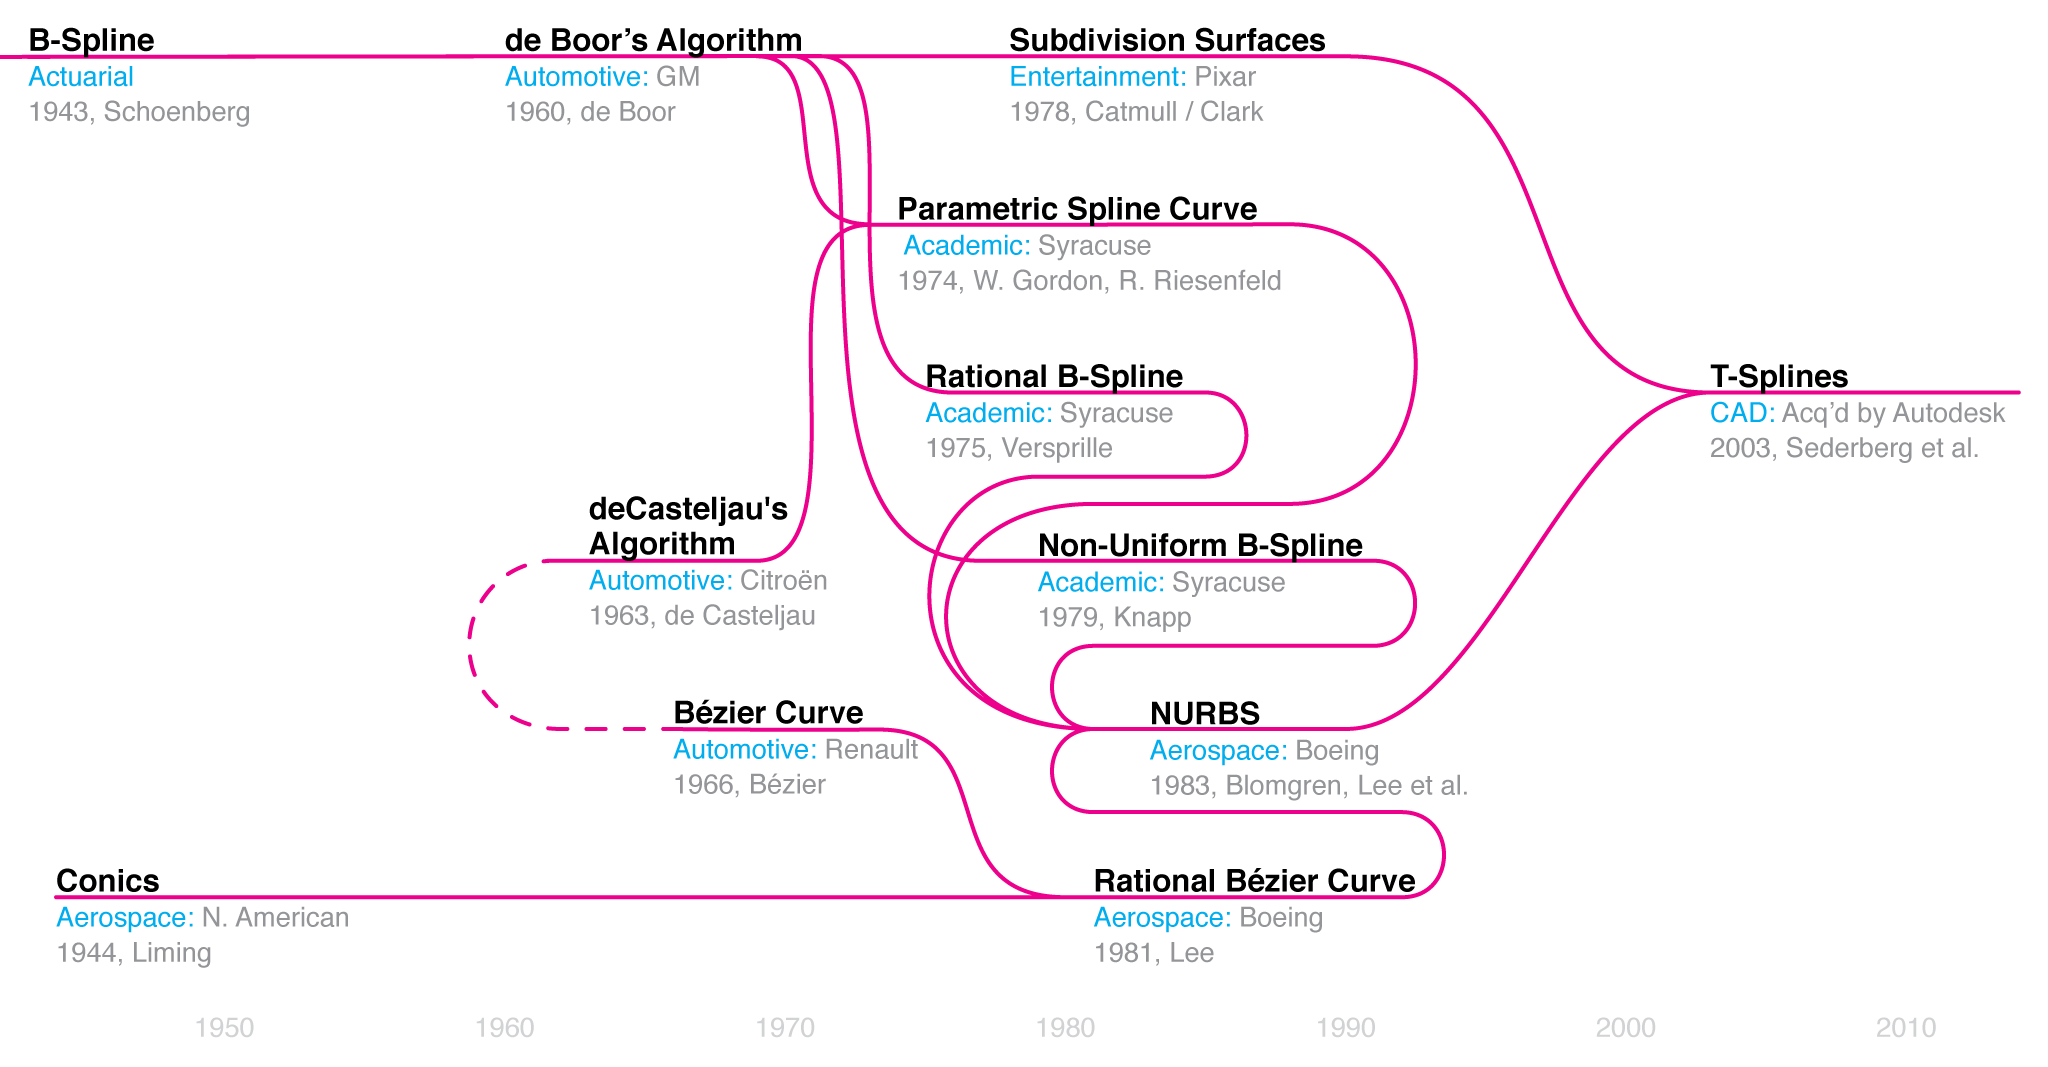 B-Spline
Actuarial
1943, Schoenberg
de Boor’s Algorithm
Automotive: GM
1960, de Boor
Subdivision Surfaces
Entertainment: Pixar
1978, Catmull / Clark
Parametric Spline Curve
Academic: Syracuse
1974, W. Gordon, R. Riesenfeld
Rational B-Spline
Academic: Syracuse
1975, Versprille
T-Splines
CAD: Acq’d by Autodesk
2003, Sederberg et al.
deCasteljau's
Algorithm
Automotive: Citroën
1963, de Casteljau
Non-Uniform B-Spline
Academic: Syracuse
1979, Knapp
Bézier Curve
Automotive: Renault
1966, Bézier
NURBS
Aerospace: Boeing
1983, Blomgren, Lee et al.
Conics
Aerospace: N. American
1944, Liming
Rational Bézier Curve
Aerospace: Boeing
1981, Lee
1950 1960 1970 1980 1990 2000 2010